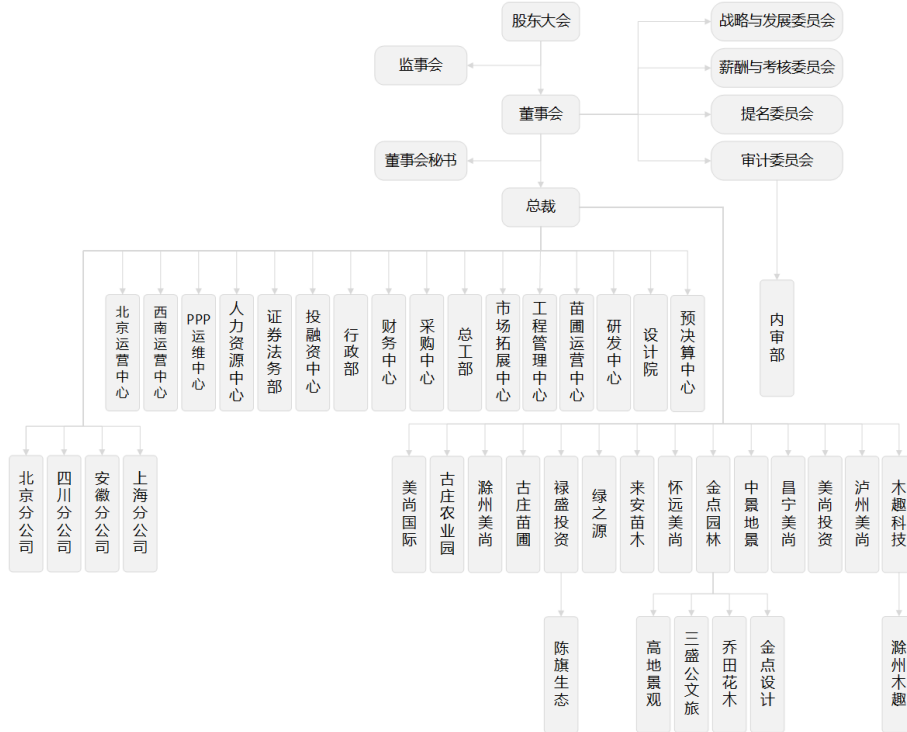 股东大会
战略与发展委员会
监事会
薪酬与考核委员会
董事会
提名委员会
董事会秘书
审计委员会
总裁
北京运营中心
西南运营中心
PPP运维中心
人力资源中心
证券法务部
投融资中心
行政部
财务中心
采购中心
总工部
市场拓展中心
工程管理中心
苗圃运营中心
研发中心
设计院
预决算中心
内审部
北京分公司
四川分公司
安徽分公司
上海分公司
美尚国际
古庄农业园
滁州美尚
古庄苗圃
禄盛投资
绿之源
来安苗木
怀远美尚
金点园林
中景地景
昌宁美尚
美尚投资
泸州美尚
木趣科技
陈旗生态
高地景观
三盛公文旅
乔田花木
金点设计
滁州木趣